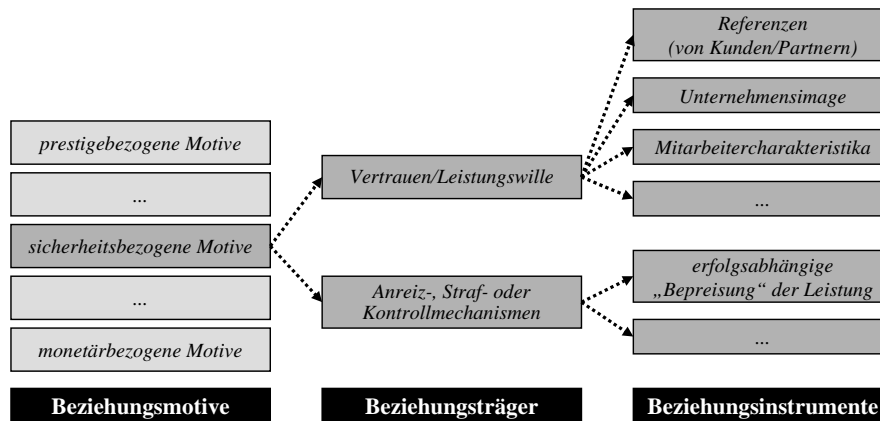 prestigebezogene Motive
...
sicherheitsbezogene Motive
...
monetärbezogene Motive
Beziehungsmotive
Vertrauen/Leistungswille
Anreiz-, Straf- oder
Kontrollmechanismen
Beziehungsträger
Referenzen
(von Kunden/Partnern)
Unternehmensimage
Mitarbeitercharakteristika
...
erfolgsabhängige
„Bepreisung“ der Leistung
...
Beziehungsinstrumente